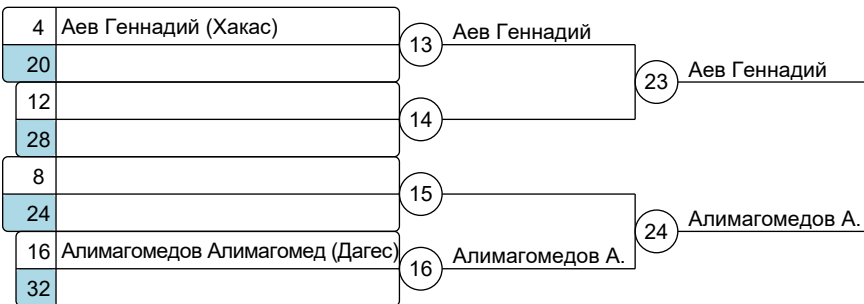 4 Аев Геннадий (Хакас)
13 Аев Геннадий
20
23 Аев Геннадий
12
14
28
8
15
24
24 Алимагомедов А.
16 Алимагомедов Алимагомед (Дагес)
16 Алимагомедов А.
32